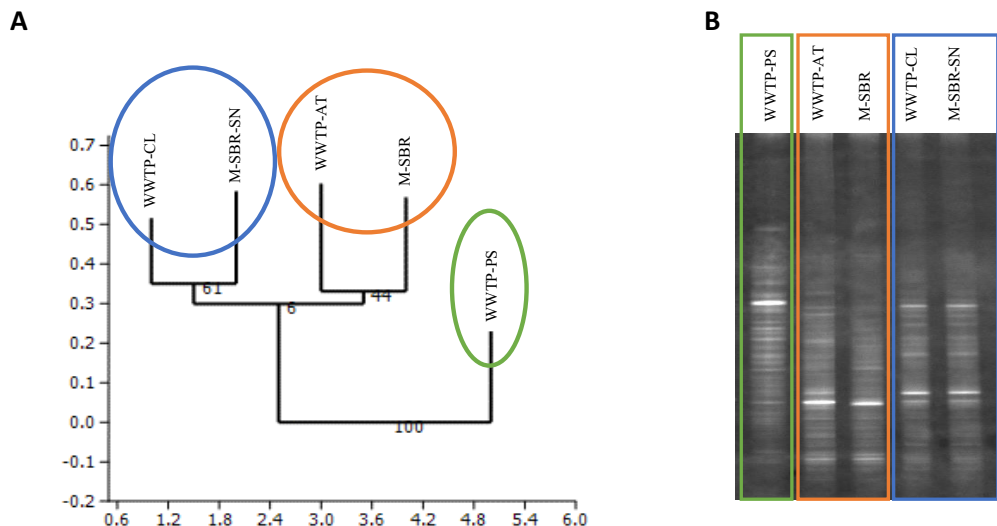 A
WWTP-CL
M-SBR-SN
WWTP-AT
M-SBR
WWTP-PS
0.7
0.6
0.5
0.4
0.3
0.2
0.1
0.0
-0.1
-0.2
61
6
44
100
0.6 1.2 1.8 2.4 3.0 3.6 4.2 4.8 5.4 6.0
B
WWTP-PS
WWTP-AT
M-SBR
WWTP-CL
M-SBR-SN